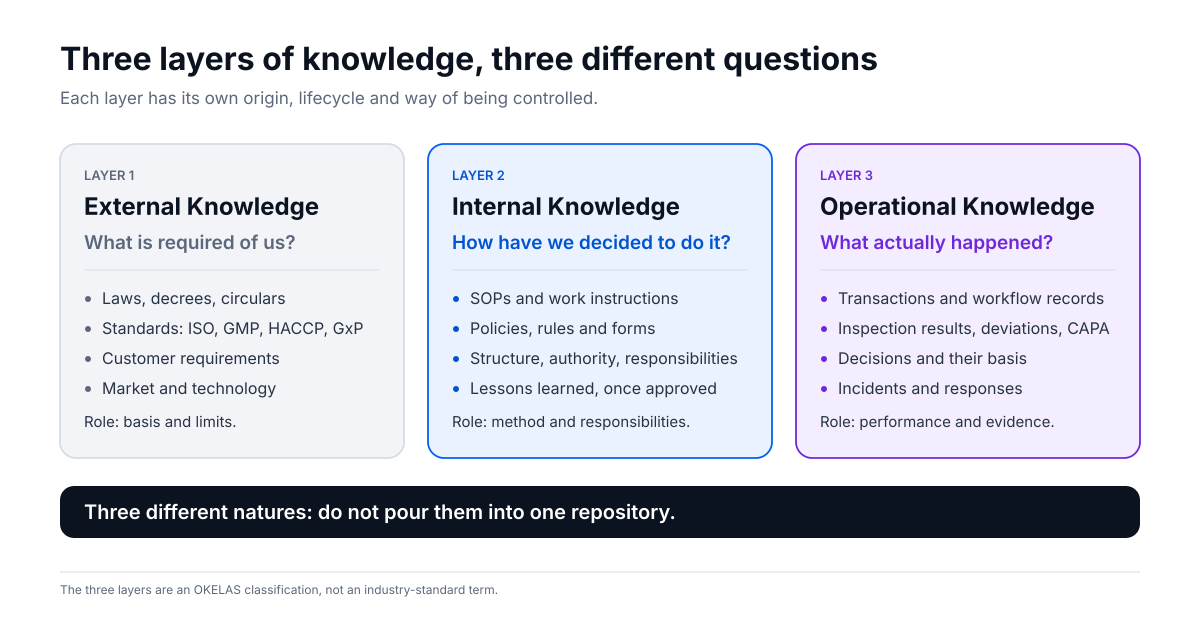 Three layers of knowledge, three different questions
Each layer has its own origin, lifecycle and way of being controlled.
LAYER 1
External Knowledge
What is required of us?
• Laws, decrees, circulars
• Standards: ISO, GMP, HACCP, GxP
• Customer requirements
• Market and technology
Role: basis and limits.
LAYER 2
Internal Knowledge
How have we decided to do it?
• SOPs and work instructions
• Policies, rules and forms
• Structure, authority, responsibilities
• Lessons learned, once approved
Role: method and responsibilities.
LAYER 3
Operational Knowledge
What actually happened?
• Transactions and workflow records
• Inspection results, deviations, CAPA
• Decisions and their basis
• Incidents and responses
Role: performance and evidence.
Three different natures: do not pour them into one repository.
The three layers are an OKELAS classification, not an industry-standard term.